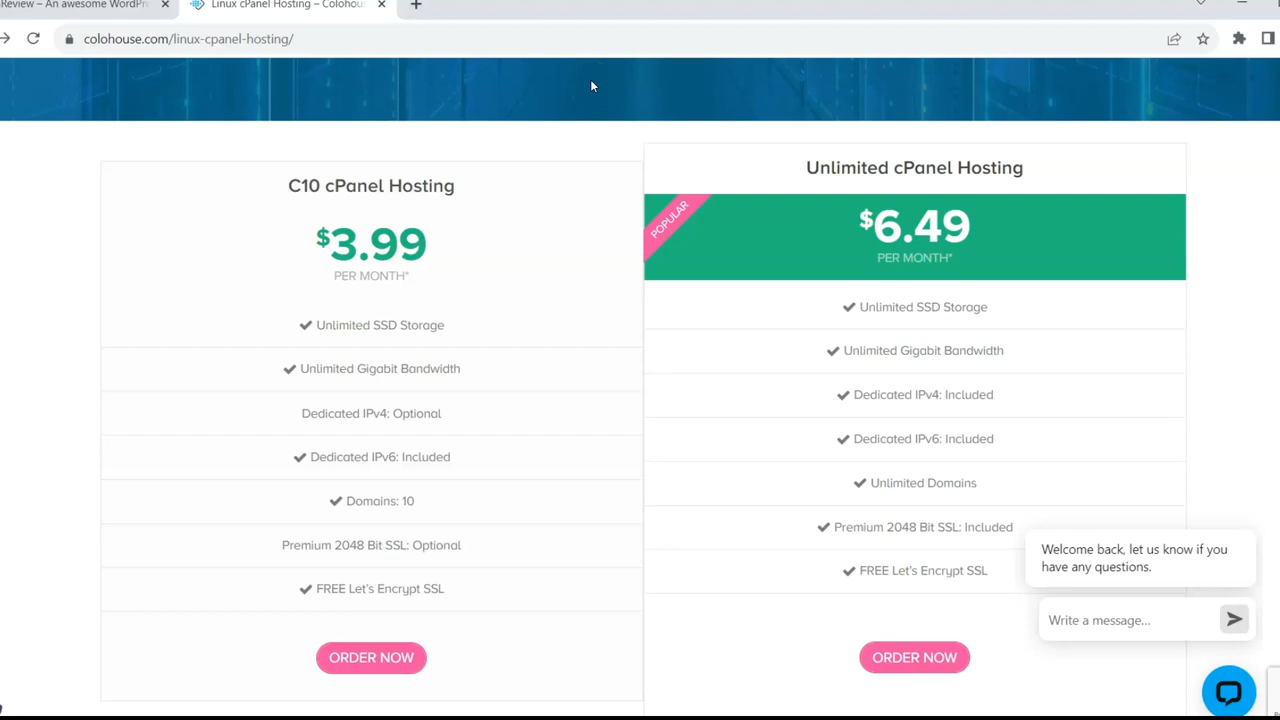 Review – An awesome WordPr
Linux cPanel Hosting – Colohou
colohouse.com/linux-cpanel-hosting/
C10 cPanel Hosting
$3.99
PER MONTH*
Unlimited SSD Storage
Unlimited Gigabit Bandwidth
Dedicated IPv4: Optional
Dedicated IPv6: Included
Domains: 10
Premium 2048 Bit SSL: Optional
FREE Let's Encrypt SSL
ORDER NOW
Unlimited cPanel Hosting
POPULAR
$6.49
PER MONTH*
Unlimited SSD Storage
Unlimited Gigabit Bandwidth
Dedicated IPv4: Included
Dedicated IPv6: Included
Unlimited Domains
Premium 2048 Bit SSL: Included
FREE Let's Encrypt SSL
ORDER NOW
Welcome back, let us know if you
have any questions.
Write a message...